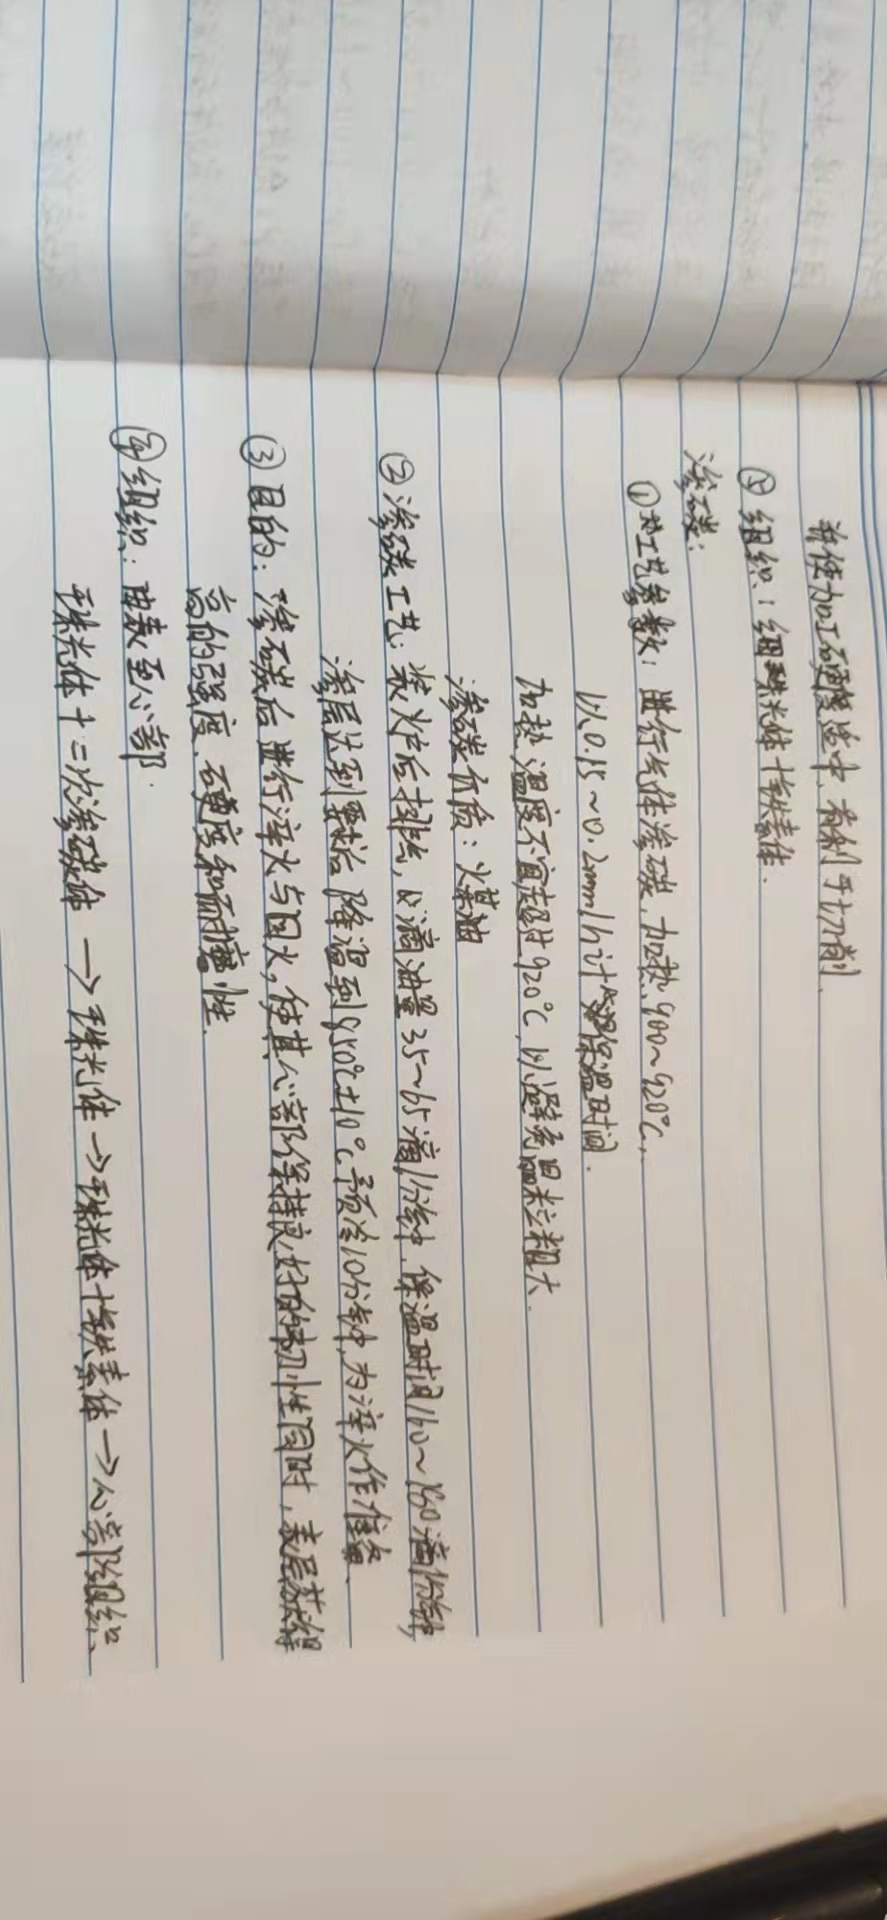 并使加工硬度适中，有利于切削.
⑤ 组织：细珠光体+铁素体.
渗碳：
① 热工艺参数：进行气体渗碳，加热900~920℃,
以0.15~0.2mm/h计算保温时间.
加热温度不宜超过920℃，以避免晶粒粗大.
渗碳介质：煤油
② 渗碳工艺：装炉后排气，以滴油量35~65滴/分钟，保温时间160~180滴/分钟，
渗层达到要求后降温到850℃±10℃预冷10分钟，为淬火作准备.
③ 目的：渗碳后进行淬火与回火，使其心部保持良好的韧性同时，表层获得
高的强度、硬度和耐磨性.
④ 组织：由表至心部.
珠光体+二次渗碳体→珠光体→珠光体+铁素体→心部组织、